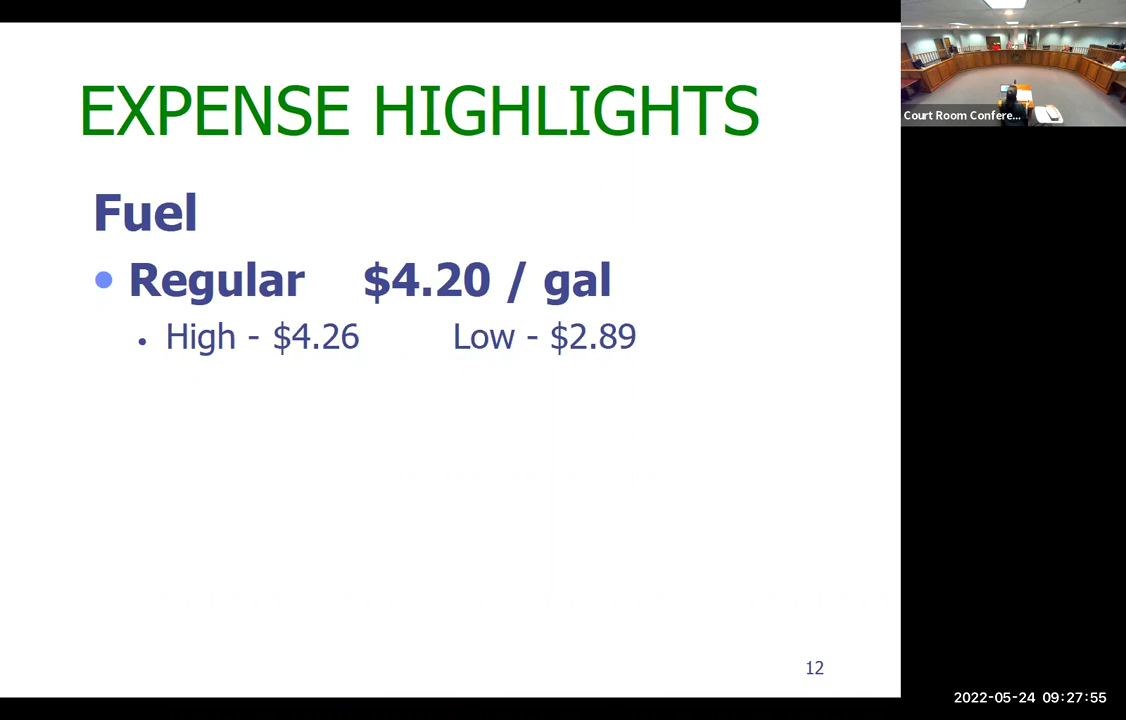 EXPENSE HIGHLIGHTS
Court Room Confere...
Fuel
• Regular $4.20 / gal
• High - $4.26 Low - $2.89
12
2022-05-24 09:27:55